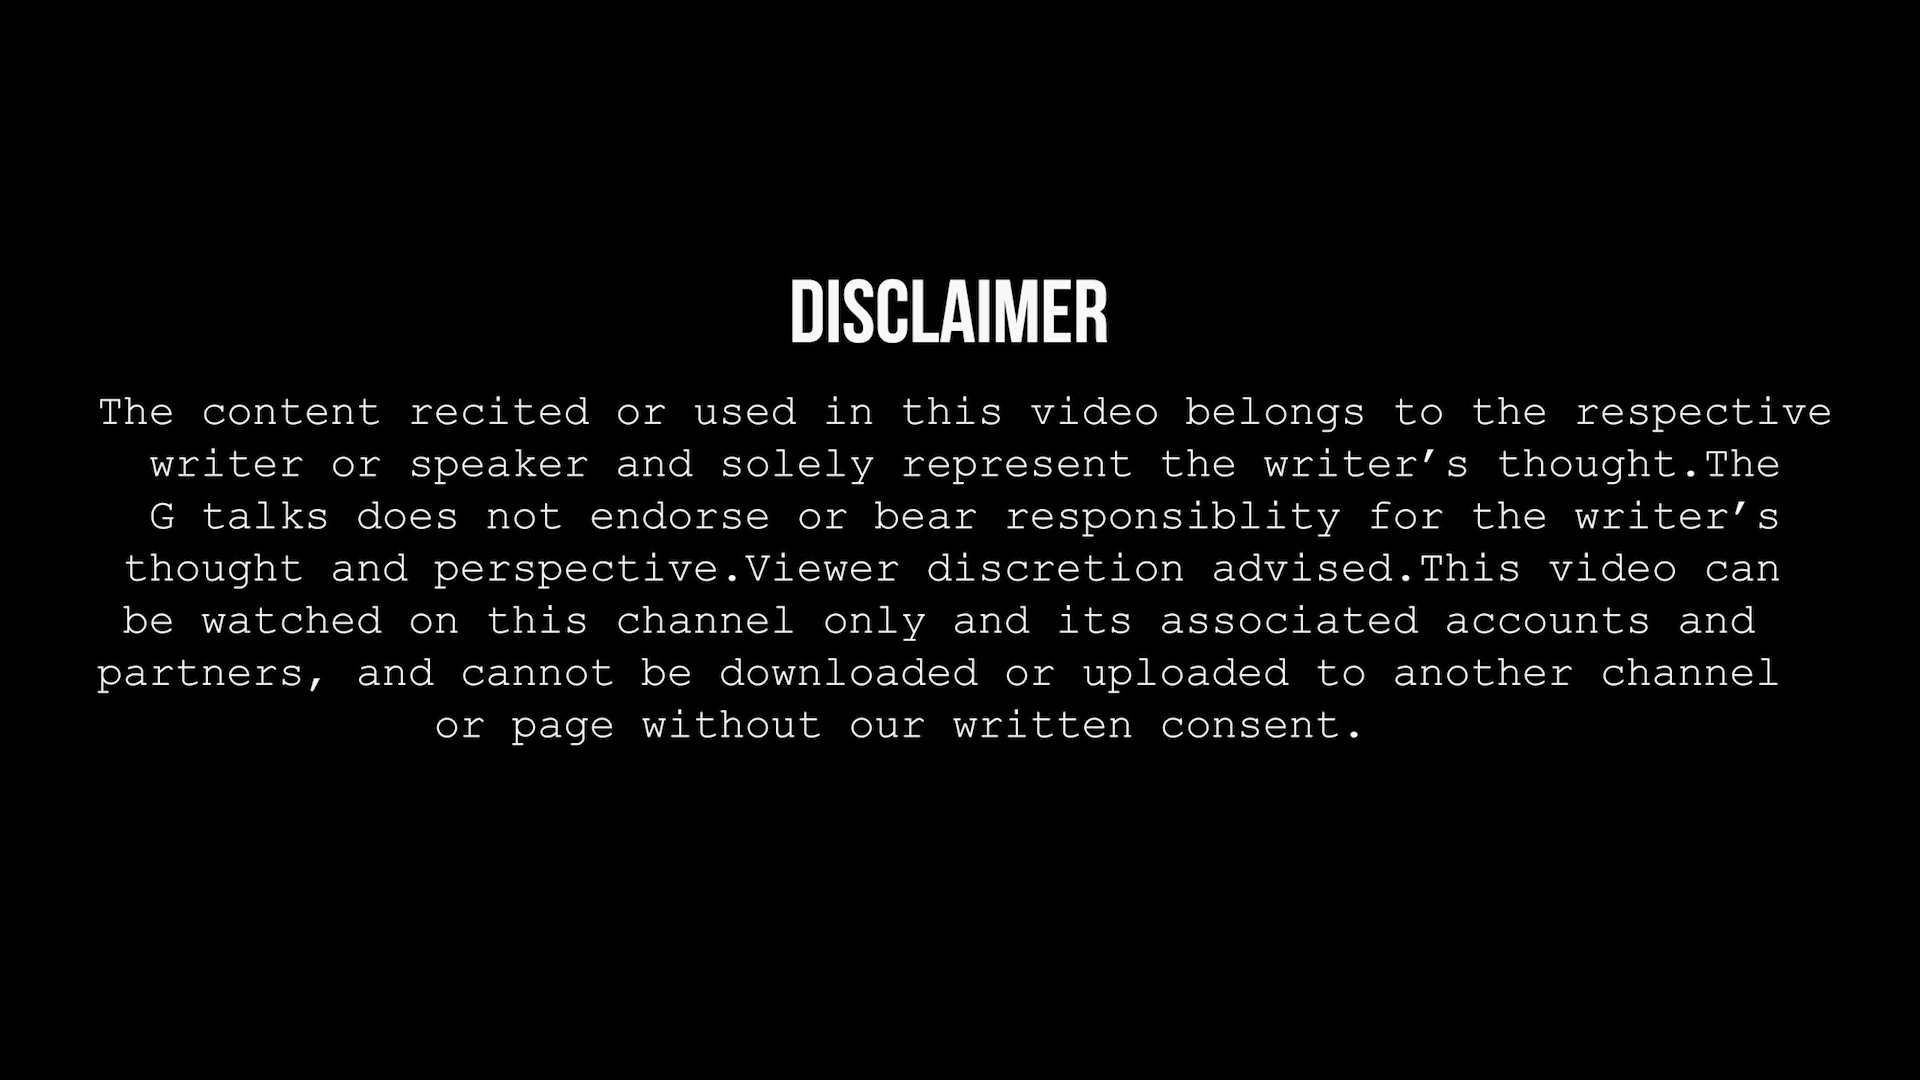 DISCLAIMER
The content recited or used in this video belongs to the respective
writer or speaker and solely represent the writer’s thought.The
G talks does not endorse or bear responsiblity for the writer’s
thought and perspective.Viewer discretion advised.This video can
be watched on this channel only and its associated accounts and
partners, and cannot be downloaded or uploaded to another channel
or page without our written consent.